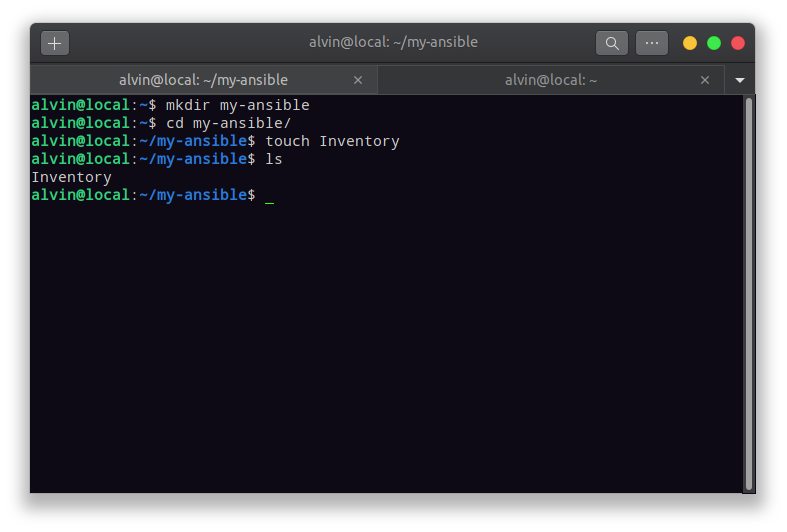 alvin@local: ~/my-ansible
alvin@local: ~/my-ansible
alvin@local: ~
alvin@local:~$ mkdir my-ansible
alvin@local:~$ cd my-ansible/
alvin@local:~/my-ansible$ touch Inventory
alvin@local:~/my-ansible$ ls
Inventory
alvin@local:~/my-ansible$ _